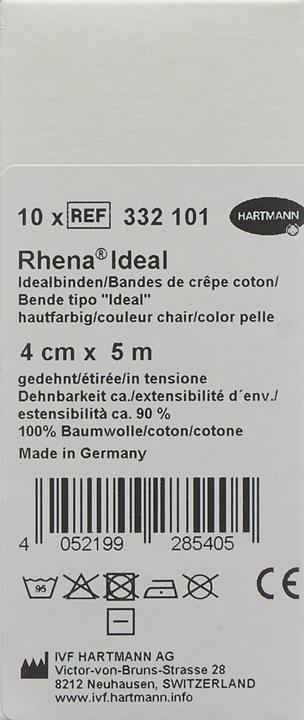 10 x REF 332 101 HARTMANN
Rhena® Ideal
Idealbinden/Bandes de crêpe coton/
Bende tipo "Ideal"
hautfarbig/couleur chair/color pelle
4 cm x 5 m
gedehnt/étirée/in tensione
Dehnbarkeit ca./extensibilité d´env./
estensibilità ca. 90 %
100% Baumwolle/coton/cotone
Made in Germany
4 052199 285405
95
CE
IVF HARTMANN AG
Victor-von-Bruns-Strasse 28
8212 Neuhausen, SWITZERLAND
www.ivf.hartmann.info